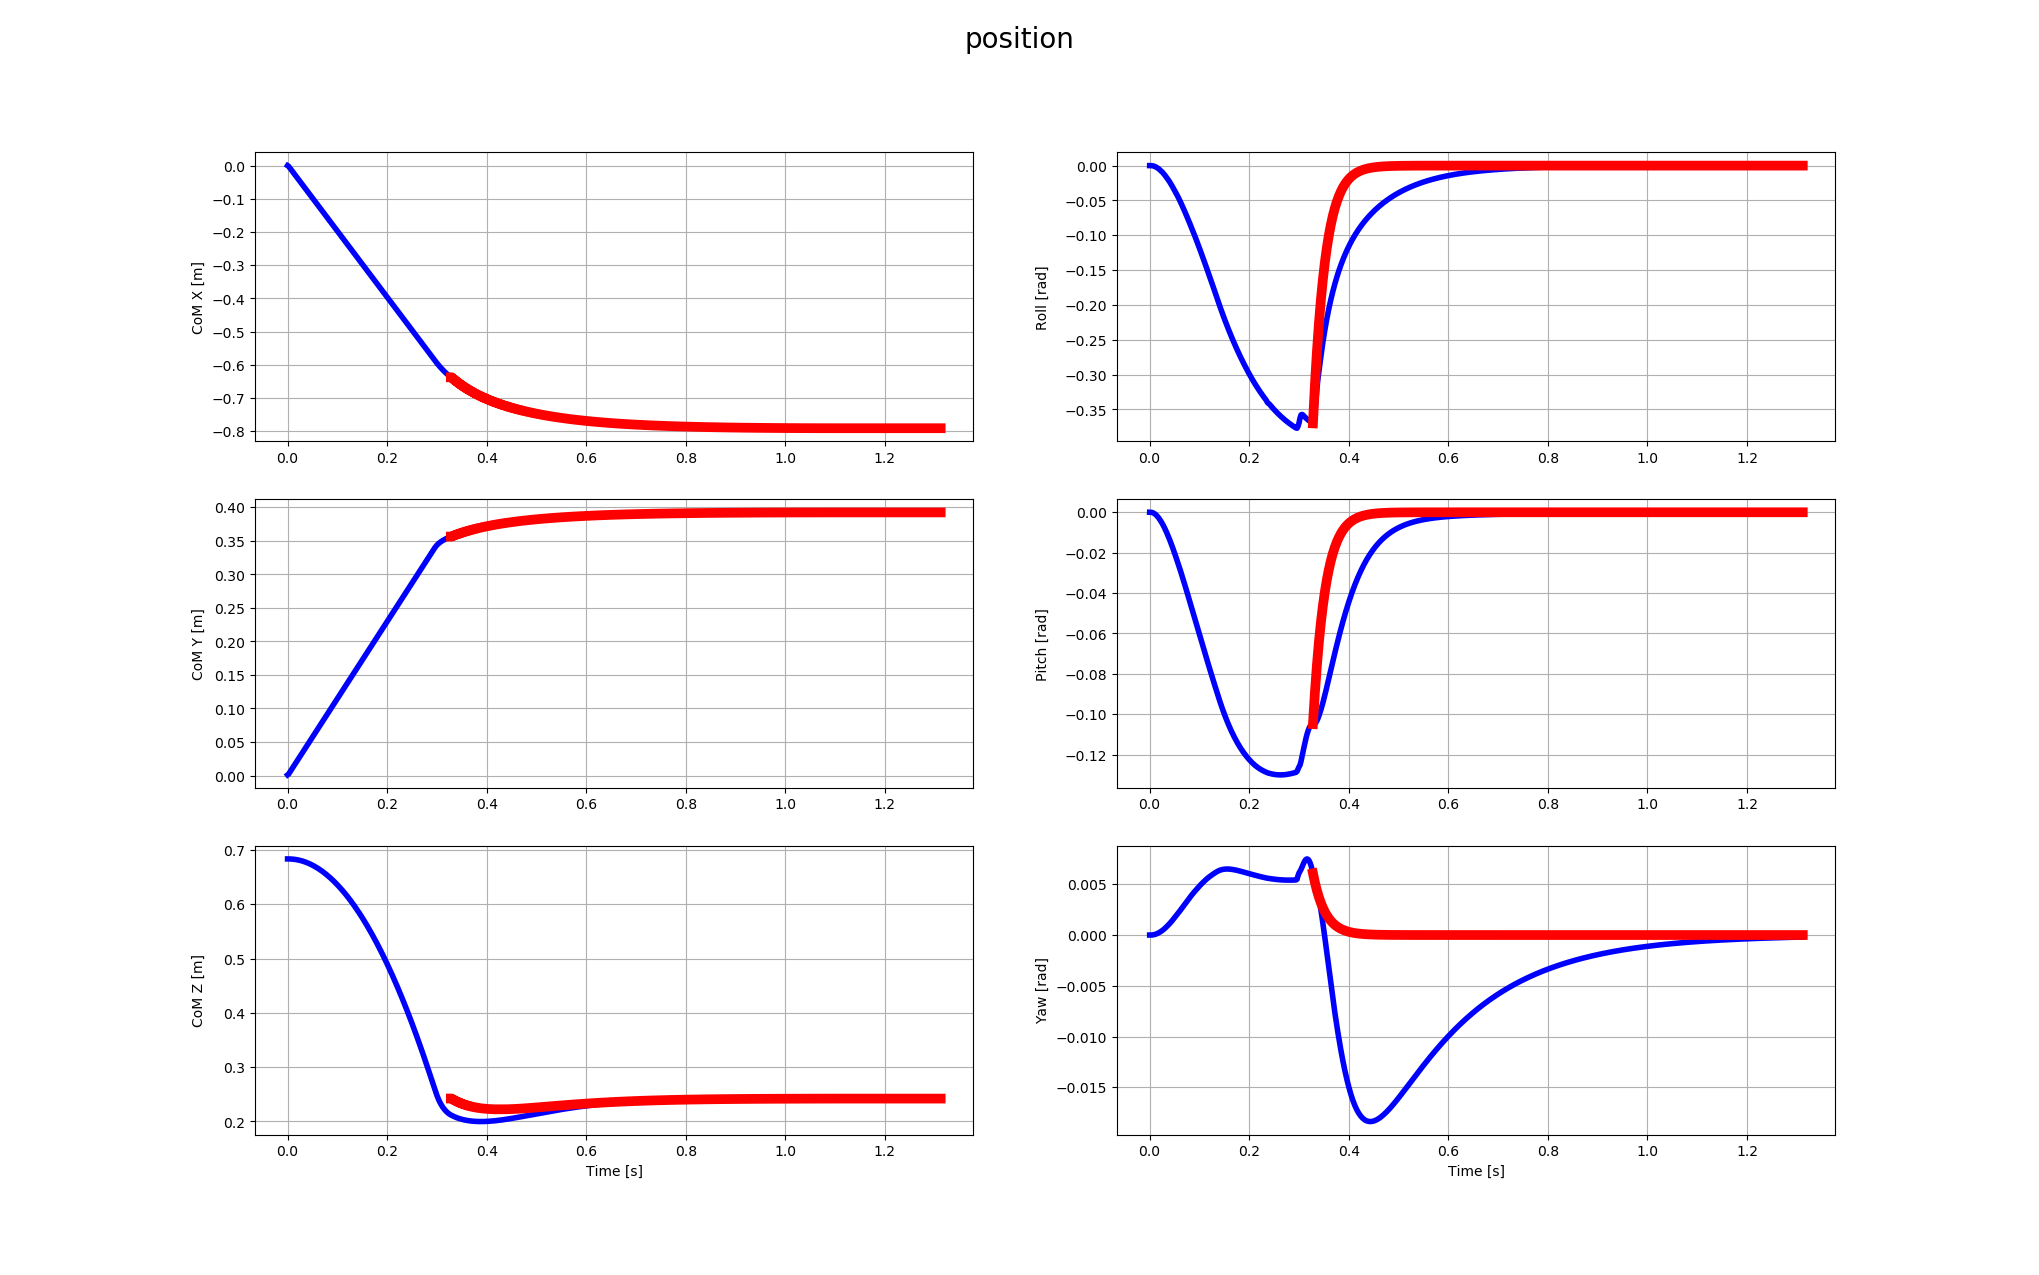 position
0.0
−0.1
−0.2
−0.3
−0.4
−0.5
−0.6
−0.7
−0.8
CoM X [m]
0.0 0.2 0.4 0.6 0.8 1.0 1.2
0.00
−0.05
−0.10
−0.15
−0.20
−0.25
−0.30
−0.35
Roll [rad]
0.0 0.2 0.4 0.6 0.8 1.0 1.2
0.40
0.35
0.30
0.25
0.20
0.15
0.10
0.05
0.00
CoM Y [m]
0.0 0.2 0.4 0.6 0.8 1.0 1.2
0.00
−0.02
−0.04
−0.06
−0.08
−0.10
−0.12
Pitch [rad]
0.0 0.2 0.4 0.6 0.8 1.0 1.2
0.7
0.6
0.5
0.4
0.3
0.2
CoM Z [m]
0.0 0.2 0.4 0.6 0.8 1.0 1.2
Time [s]
0.005
0.000
−0.005
−0.010
−0.015
Yaw [rad]
0.0 0.2 0.4 0.6 0.8 1.0 1.2
Time [s]